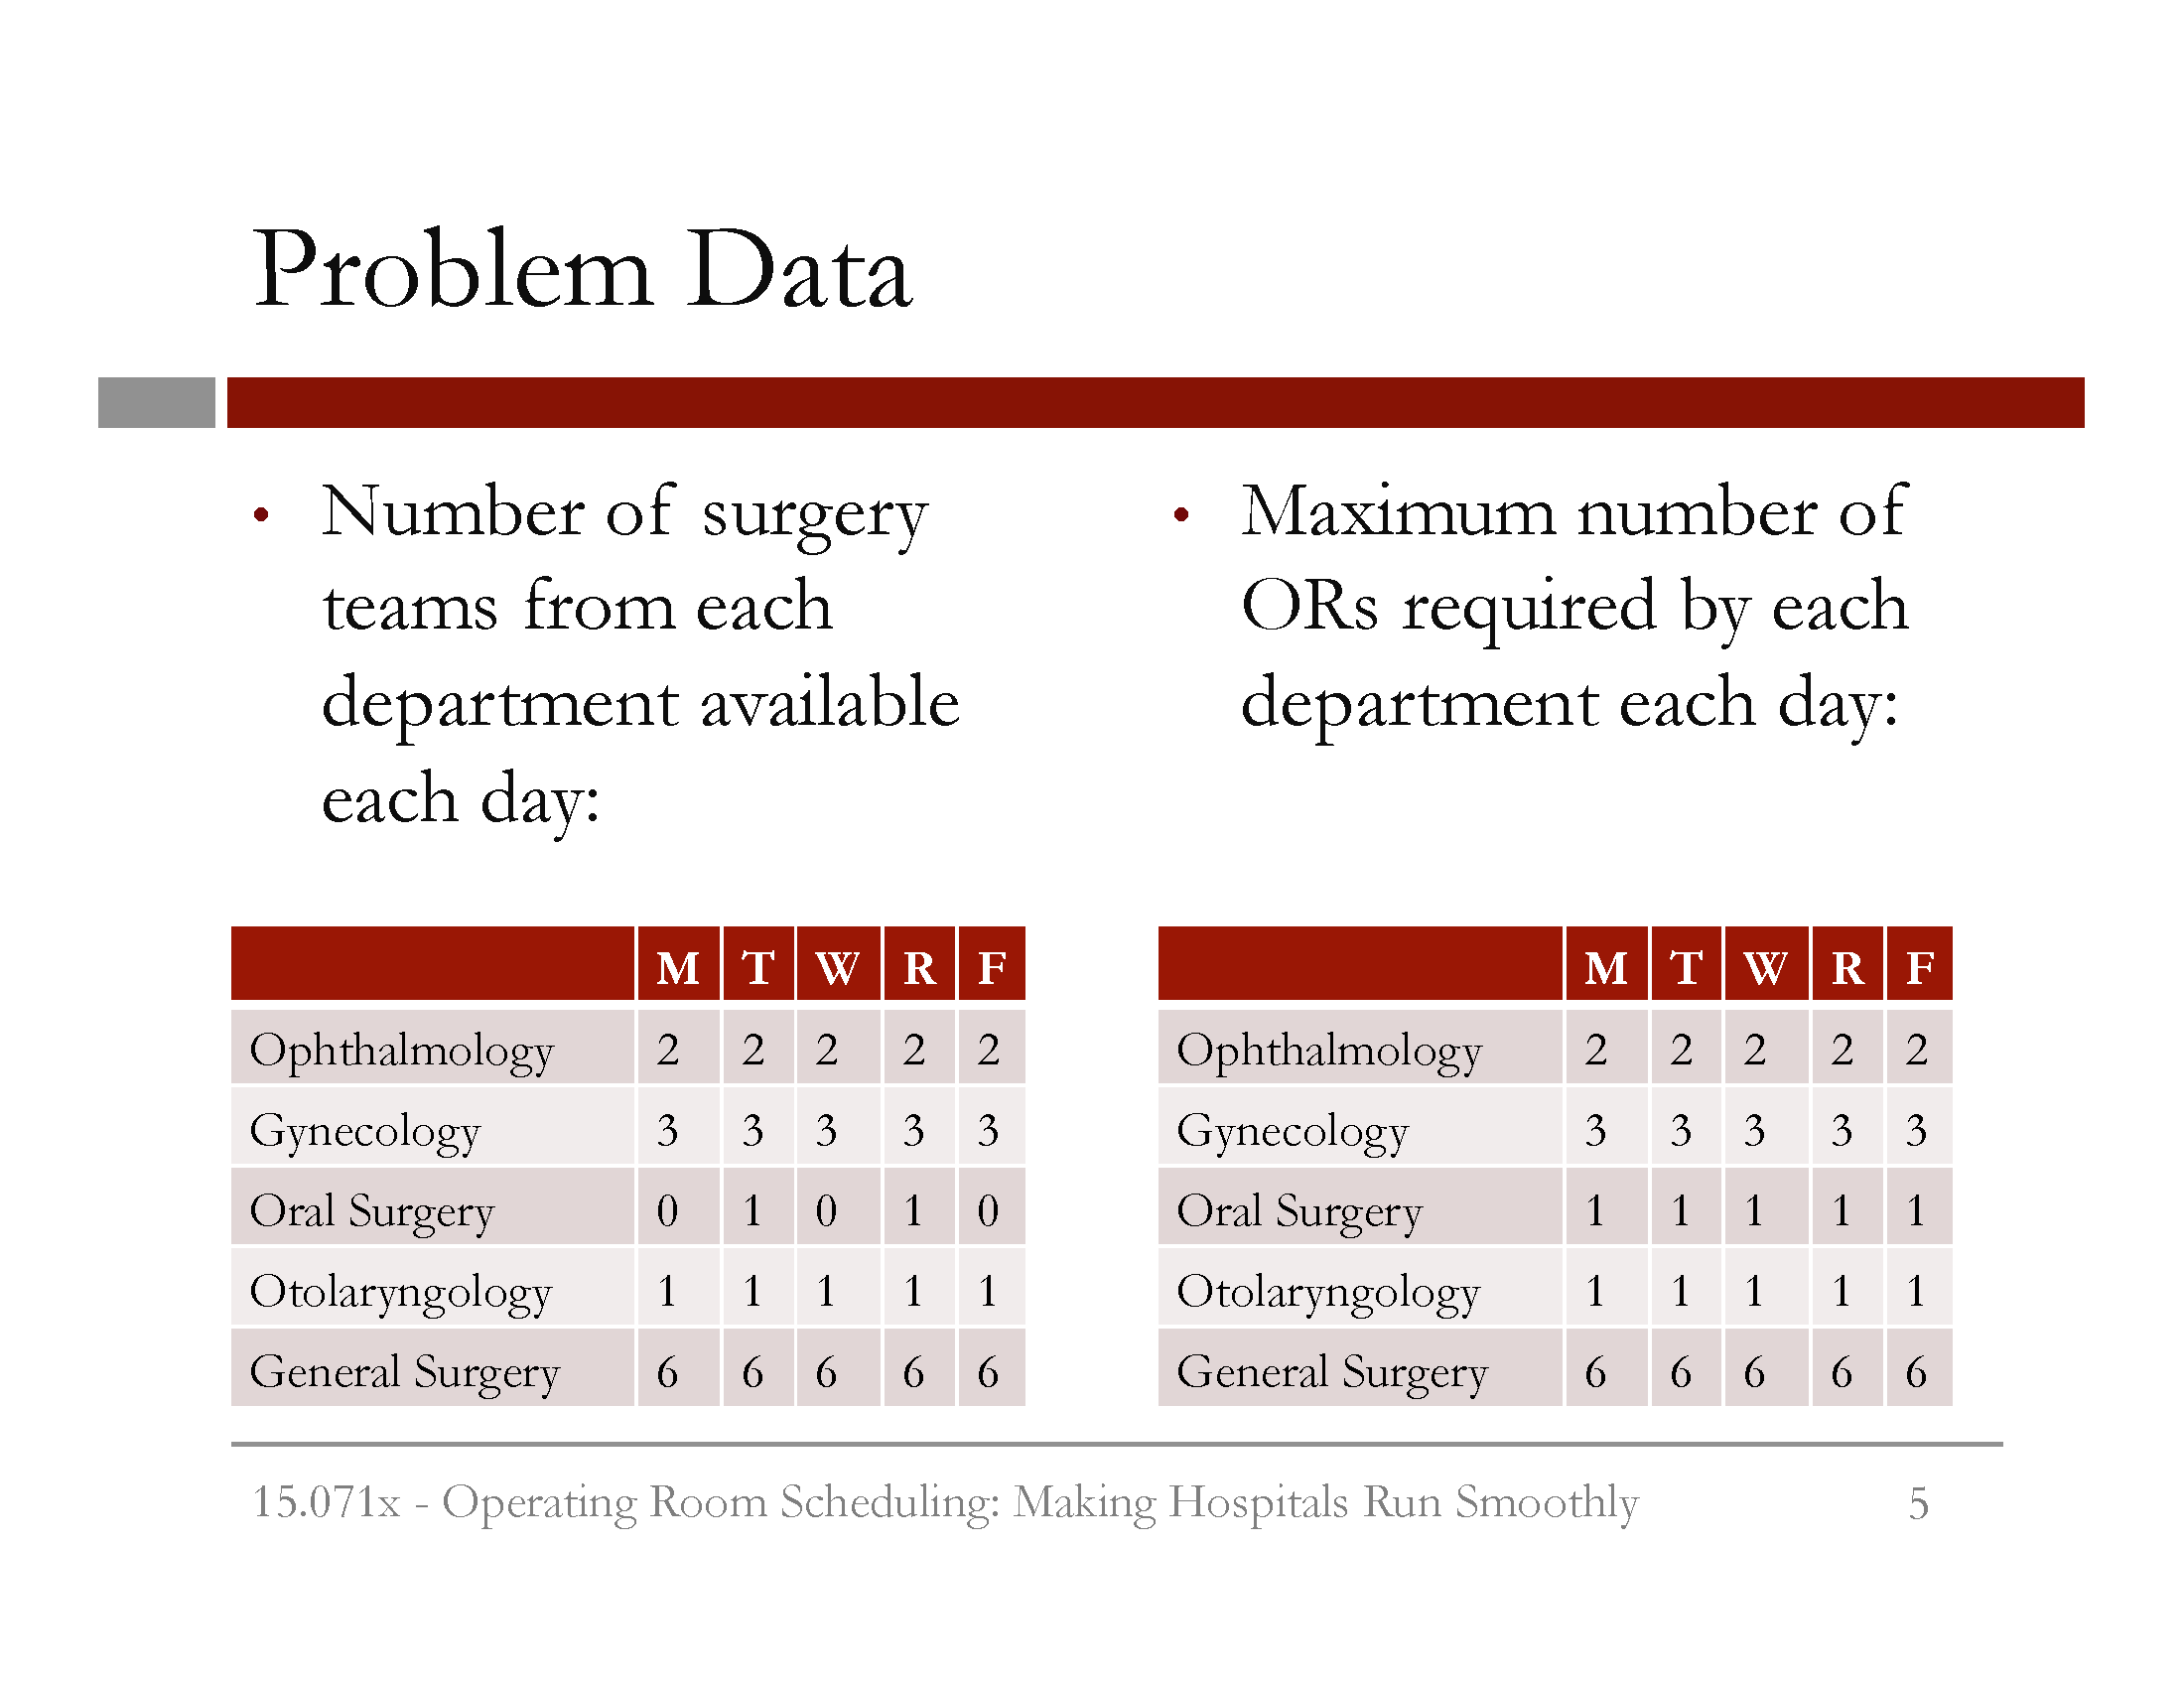 Problem Data
• Number of surgery
teams from each
department available
each day:
• Maximum number of
ORs required by each
department each day:
M T W R F
Ophthalmology 2 2 2 2 2
Gynecology 3 3 3 3 3
Oral Surgery 0 1 0 1 0
Otolaryngology 1 1 1 1 1
General Surgery 6 6 6 6 6
M T W R F
Ophthalmology 2 2 2 2 2
Gynecology 3 3 3 3 3
Oral Surgery 1 1 1 1 1
Otolaryngology 1 1 1 1 1
General Surgery 6 6 6 6 6
15.071x - Operating Room Scheduling: Making Hospitals Run Smoothly 5